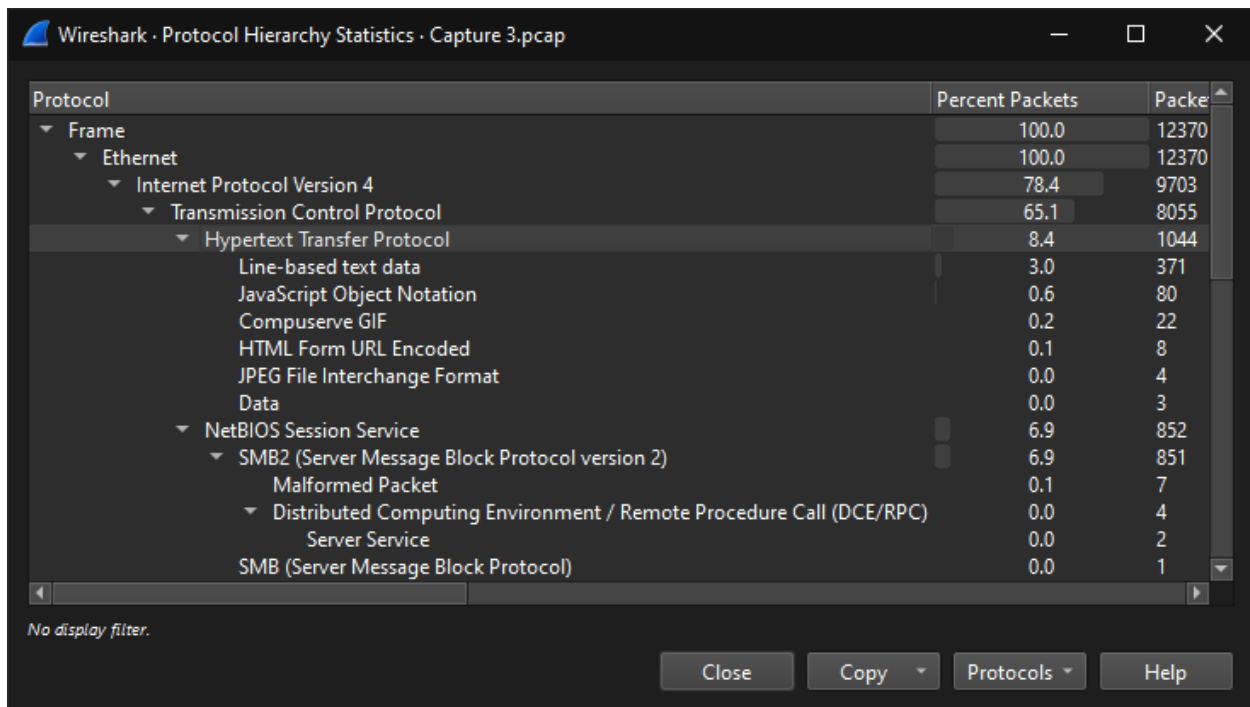 Wireshark · Protocol Hierarchy Statistics · Capture 3.pcap
Protocol Percent Packets Packe
Frame 100.0 12370
Ethernet 100.0 12370
Internet Protocol Version 4 78.4 9703
Transmission Control Protocol 65.1 8055
Hypertext Transfer Protocol 8.4 1044
Line-based text data 3.0 371
JavaScript Object Notation 0.6 80
Compuserve GIF 0.2 22
HTML Form URL Encoded 0.1 8
JPEG File Interchange Format 0.0 4
Data 0.0 3
NetBIOS Session Service 6.9 852
SMB2 (Server Message Block Protocol version 2) 6.9 851
Malformed Packet 0.1 7
Distributed Computing Environment / Remote Procedure Call (DCE/RPC) 0.0 4
Server Service 0.0 2
SMB (Server Message Block Protocol) 0.0 1
No display filter.
Close Copy Protocols Help